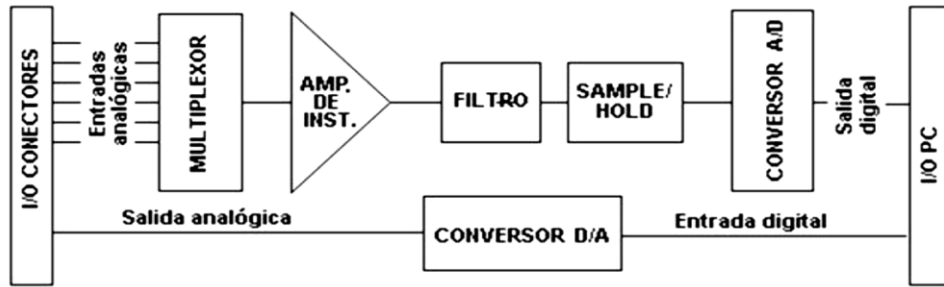 I/O CONECTORES
Entradas
analógicas
MULTIPLEXOR
AMP.
DE
INST.
FILTRO
SAMPLE/
HOLD
CONVERSOR A/D
Salida
digital
I/O PC
Salida analógica
CONVERSOR D/A
Entrada digital